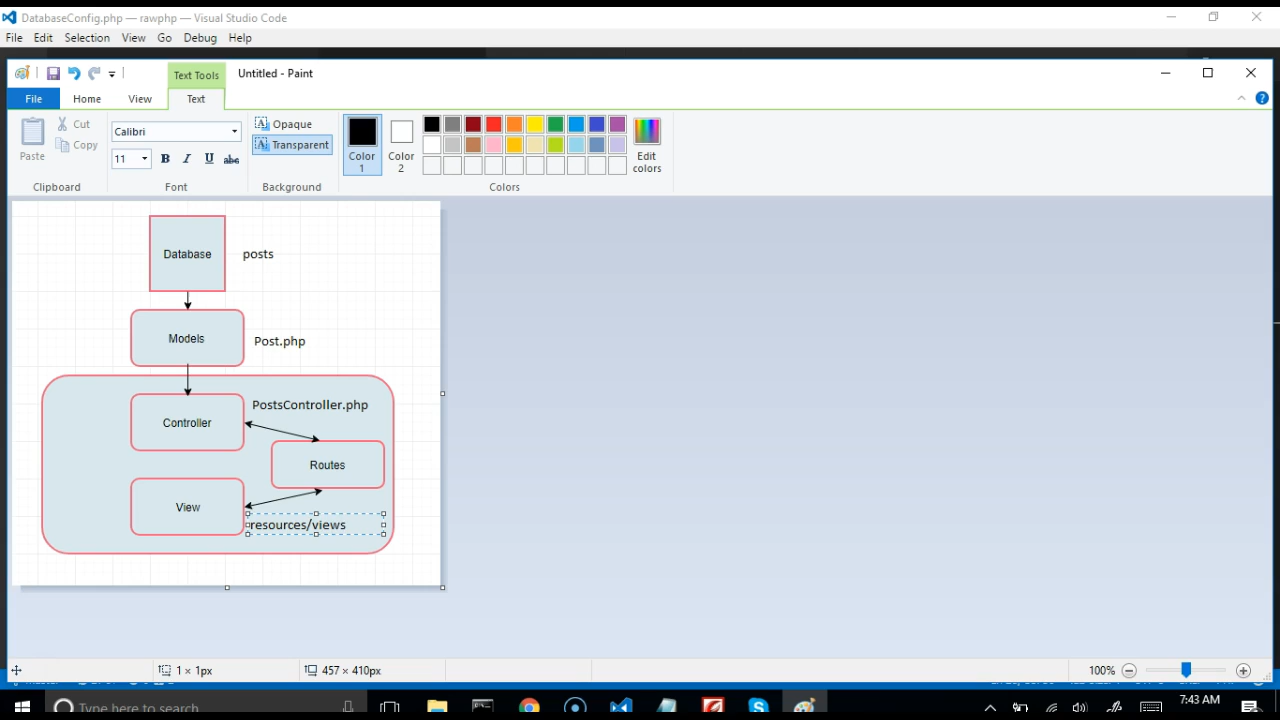 DatabaseConfig.php — rawphp — Visual Studio Code
File Edit Selection View Go Debug Help
Text Tools
Untitled - Paint
File Home View Text
Paste
Cut
Copy
Clipboard
Calibri
11
B I U abc
Font
Opaque
Transparent
Background
Color 1
Color 2
Edit colors
Colors
Database
posts
Models
Post.php
PostsController.php
Controller
Routes
View
resources/views
1 × 1px
457 × 410px
100%
Type here to search
7:43 AM